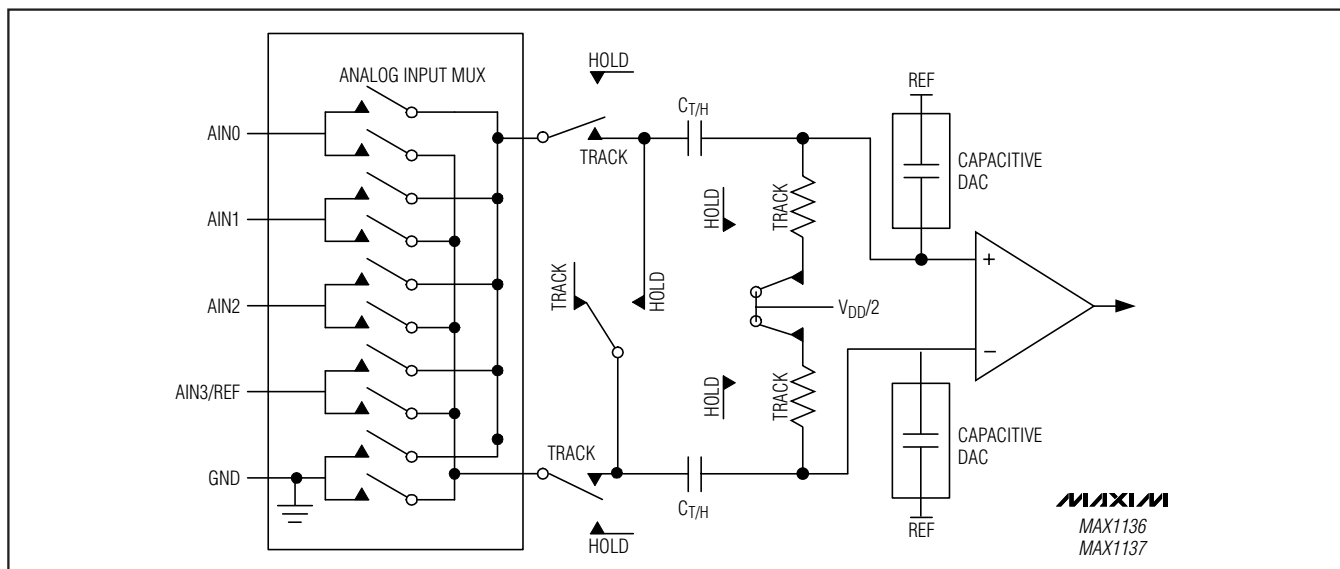 ANALOG INPUT MUX
AIN0
AIN1
AIN2
AIN3/REF
GND
HOLD
TRACK
CT/H
HOLD
TRACK
TRACK
HOLD
VDD/2
HOLD
TRACK
TRACK
CT/H
HOLD
REF
CAPACITIVE
DAC
+
−
CAPACITIVE
DAC
REF
MAXIM
MAX1136
MAX1137